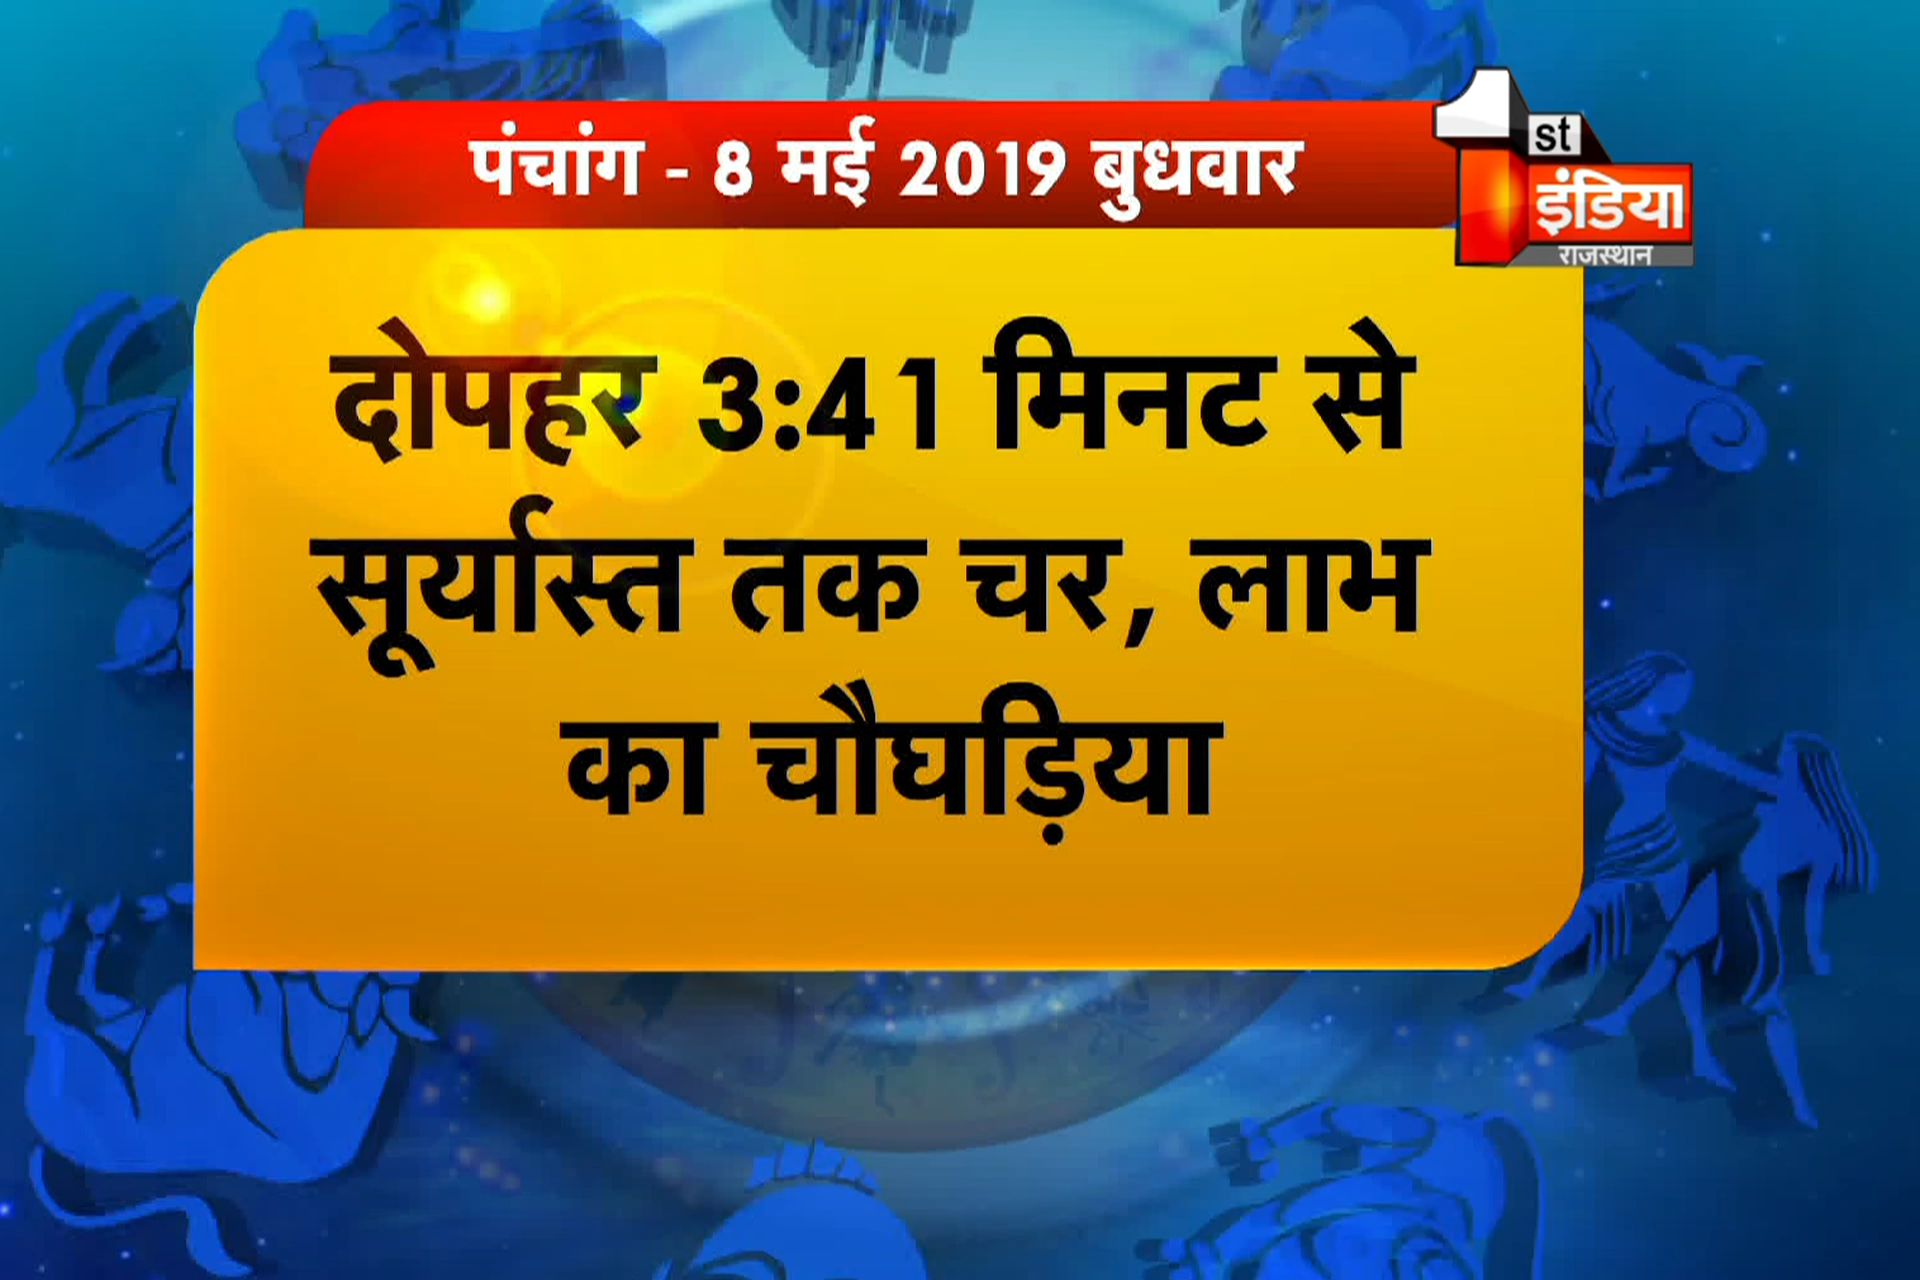 पंचांग - 8 मई 2019 बुधवार
1st
इंडिया
राजस्थान
दोपहर 3:41 मिनट से
सूर्यास्त तक चर, लाभ
का चौघड़िया